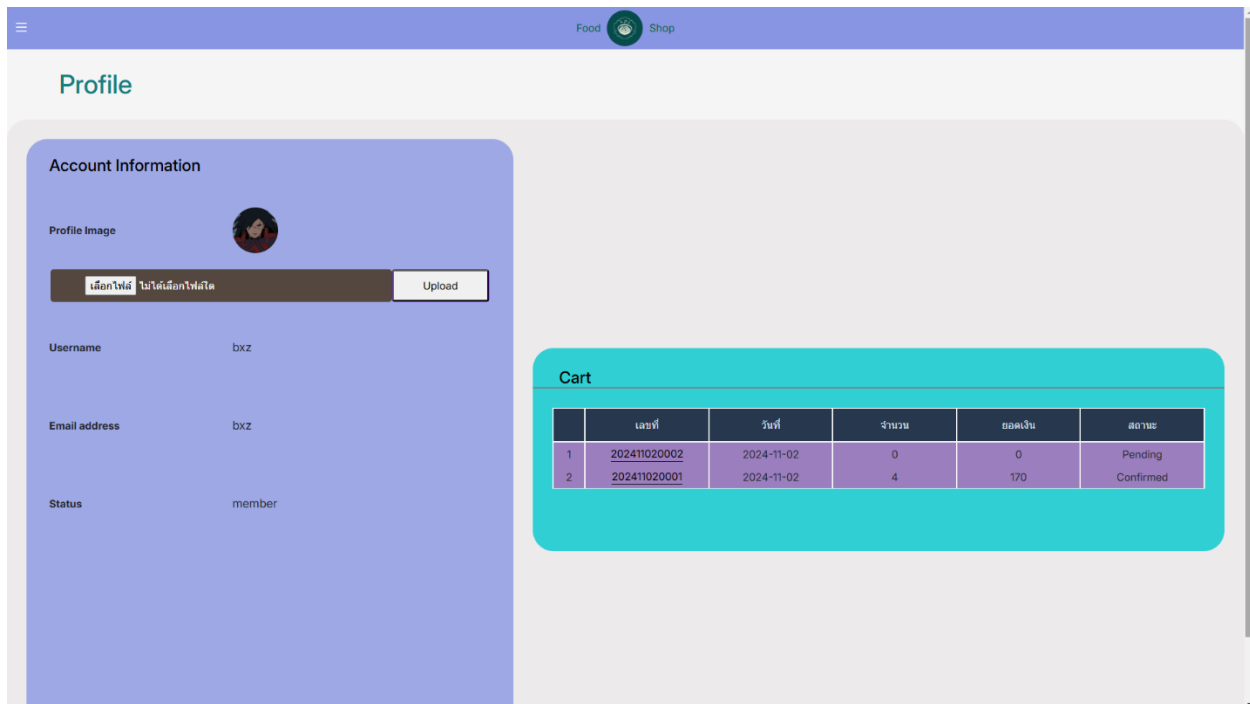 Food Shop
Profile
Account Information
Profile Image
เลือกไฟล์ ไม่ได้เลือกไฟล์ใด
Upload
Username bxz
Email address bxz
Status member
Cart
เลขที่ วันที่ จำนวน ยอดเงิน สถานะ
1 202411020002 2024-11-02 0 0 Pending
2 202411020001 2024-11-02 4 170 Confirmed